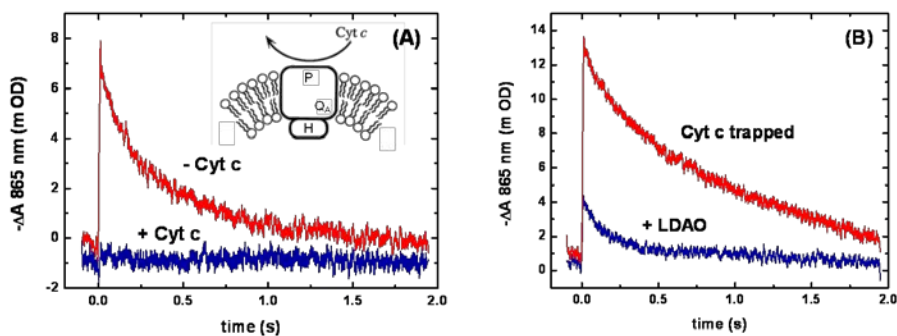 (A)
Cyt c
P
QA
H
- Cyt c
+ Cyt c
-ΔA 865 nm (m OD)
8
6
4
2
0
-2
0.0 0.5 1.0 1.5 2.0
time (s)
(B)
Cyt c trapped
+ LDAO
-ΔA 865 nm (m OD)
14
12
10
8
6
4
2
0
0.0 0.5 1.0 1.5 2.0
time (s)